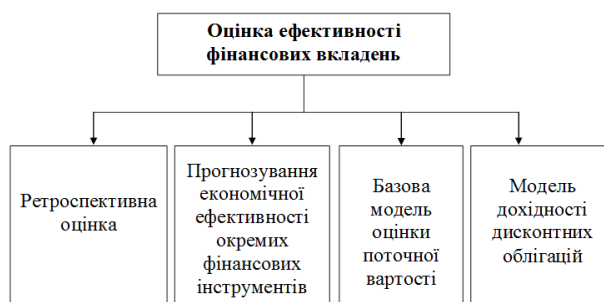 Оцінка ефективності
фінансових вкладень
Ретроспективна
оцінка
Прогнозування
економічної
ефективності
окремих
фінансових
інструментів
Базова
модель
оцінки
поточної
вартості
Модель
дохідності
дисконтних
облігацій